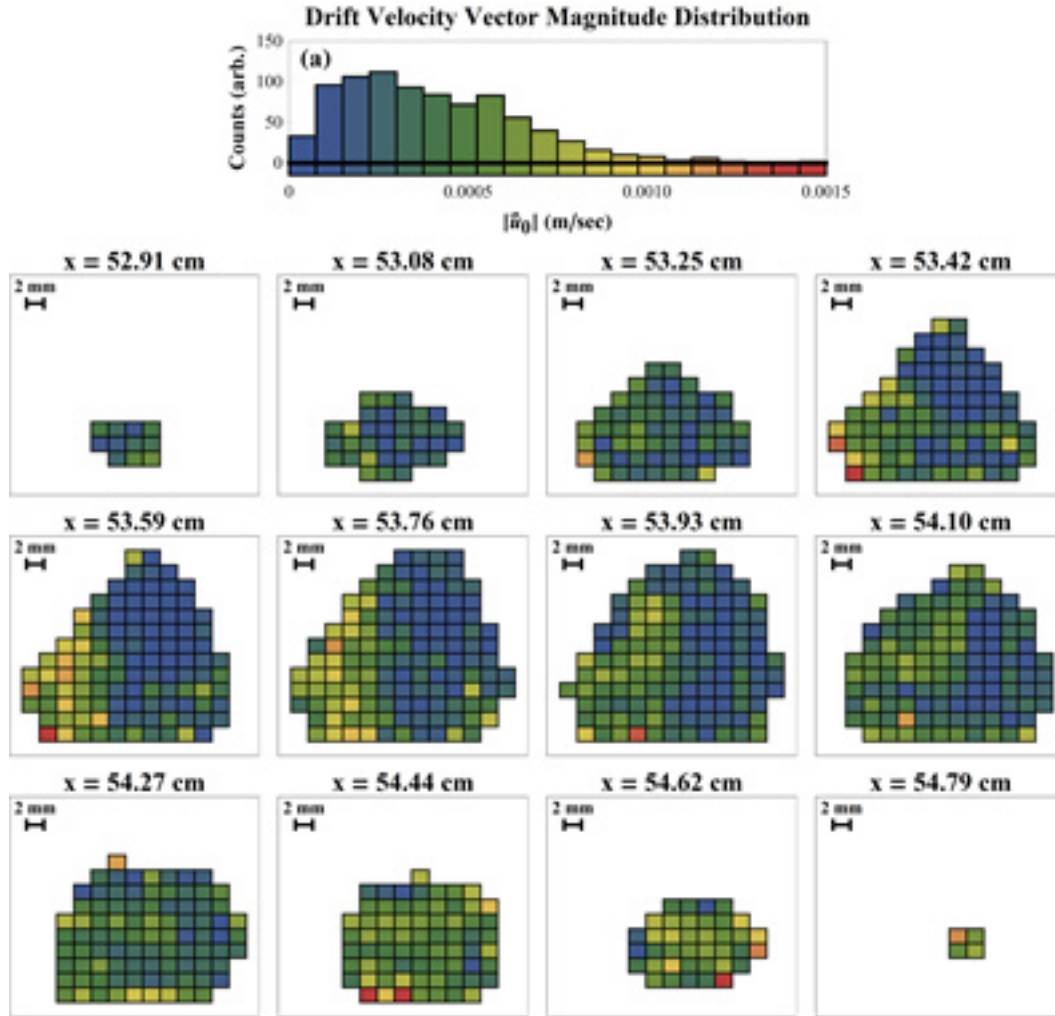 Drift Velocity Vector Magnitude Distribution
150
(a)
100
50
0
Counts (arb.)
0 0.0005 0.0010 0.0015
|û₀| (m/sec)
x = 52.91 cm x = 53.08 cm x = 53.25 cm x = 53.42 cm
2 mm 2 mm 2 mm 2 mm
x = 53.59 cm x = 53.76 cm x = 53.93 cm x = 54.10 cm
2 mm 2 mm 2 mm 2 mm
x = 54.27 cm x = 54.44 cm x = 54.62 cm x = 54.79 cm
2 mm 2 mm 2 mm 2 mm